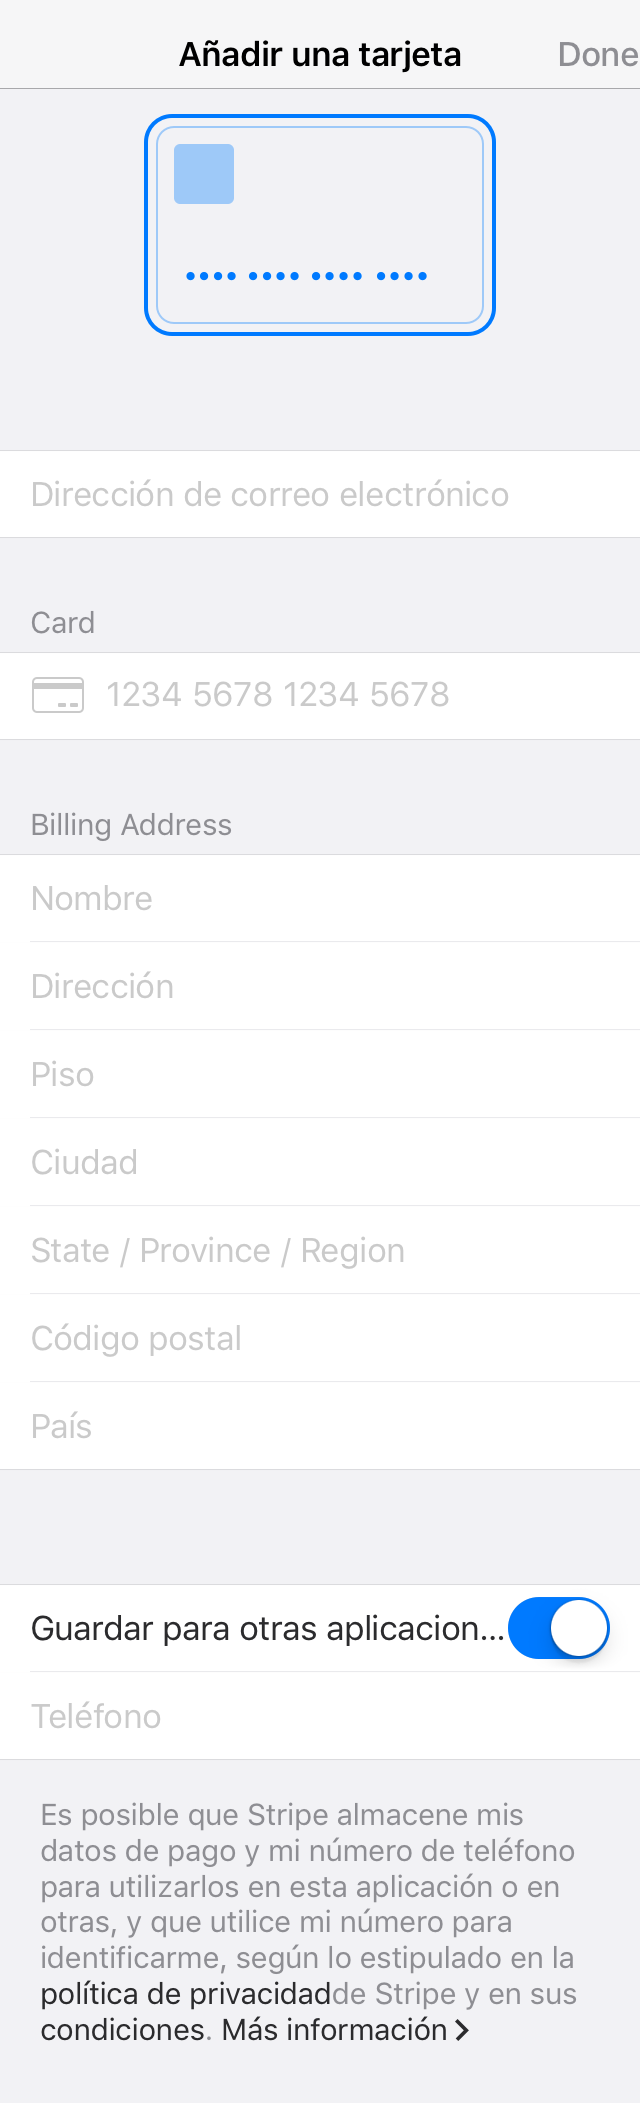 Añadir una tarjeta Done
•••• •••• •••• ••••
Dirección de correo electrónico
Card
1234 5678 1234 5678
Billing Address
Nombre
Dirección
Piso
Ciudad
State / Province / Region
Código postal
País
Guardar para otras aplicacion...
Teléfono
Es posible que Stripe almacene mis
datos de pago y mi número de teléfono
para utilizarlos en esta aplicación o en
otras, y que utilice mi número para
identificarme, según lo estipulado en la
política de privacidadde Stripe y en sus
condiciones. Más información